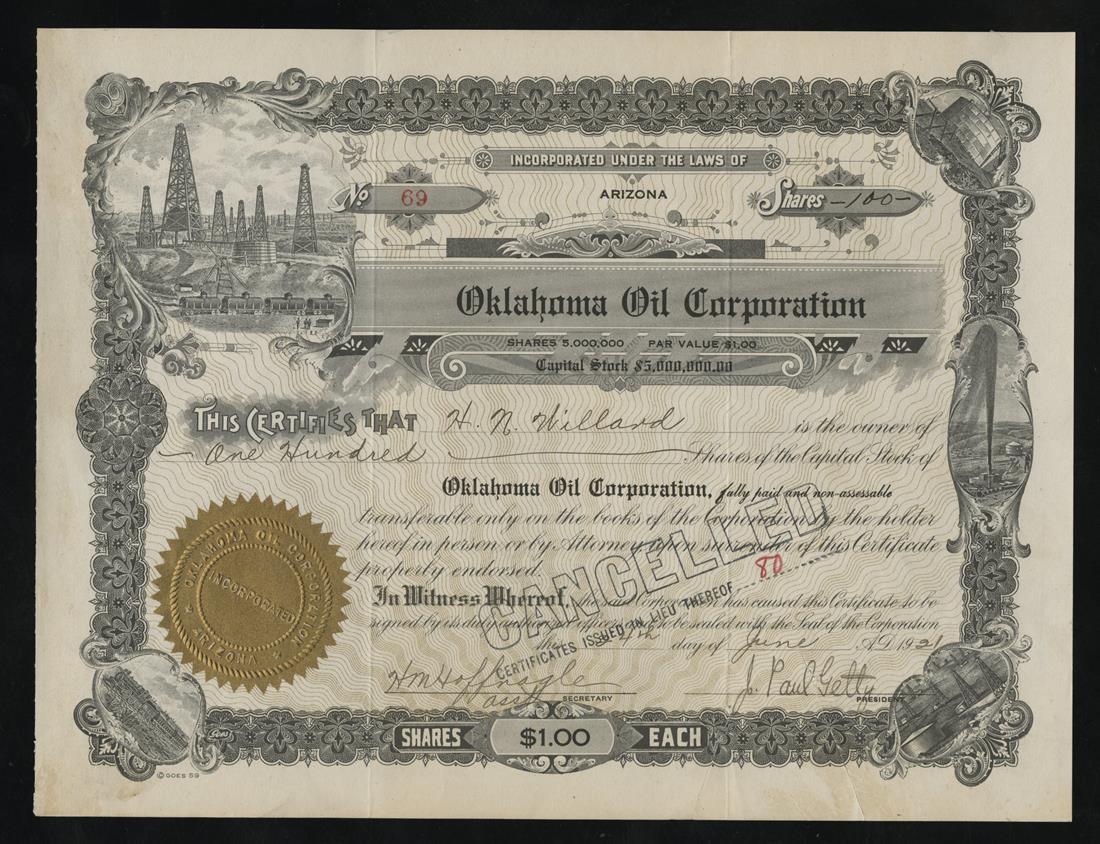 INCORPORATED UNDER THE LAWS OF
ARIZONA
No 69
Shares -100-
Oklahoma Oil Corporation
SHARES 5,000,000 PAR VALUE $1.00
Capital Stock $5,000,000.00
THIS CERTIFIES THAT H. N. Willard is the owner of
One Hundred Shares of the Capital Stock of
Oklahoma Oil Corporation, fully paid and non-assessable
transferable only on the books of the Corporation by the holder
hereof in person or by Attorney upon surrender of this Certificate
properly endorsed.
In Witness Whereof, the said Corporation has caused this Certificate to be
signed by its duly authorized officers and to be sealed with the Seal of the Corporation
day of June A.D. 1921
CANCELLED
CERTIFICATES ISSUED IN LIEU THEREOF 80
OKLAHOMA OIL CORPORATION
INCORPORATED
ARIZONA
H M Hoffnagle
Asst SECRETARY
J. Paul Getty
PRESIDENT
SHARES $1.00 EACH
Goes
© GOES 59